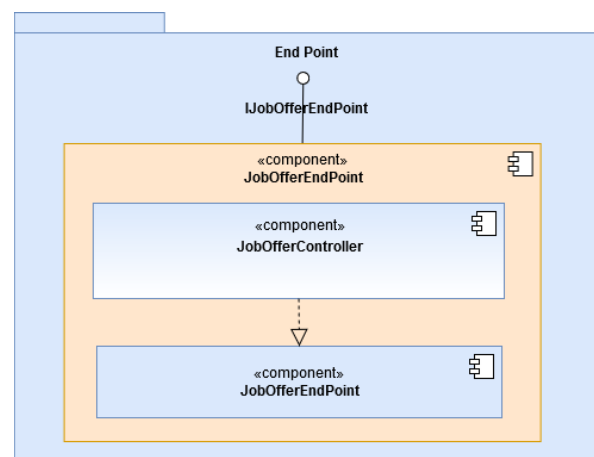 End Point
IJobOfferEndPoint
«component»
JobOfferEndPoint
«component»
JobOfferController
«component»
JobOfferEndPoint